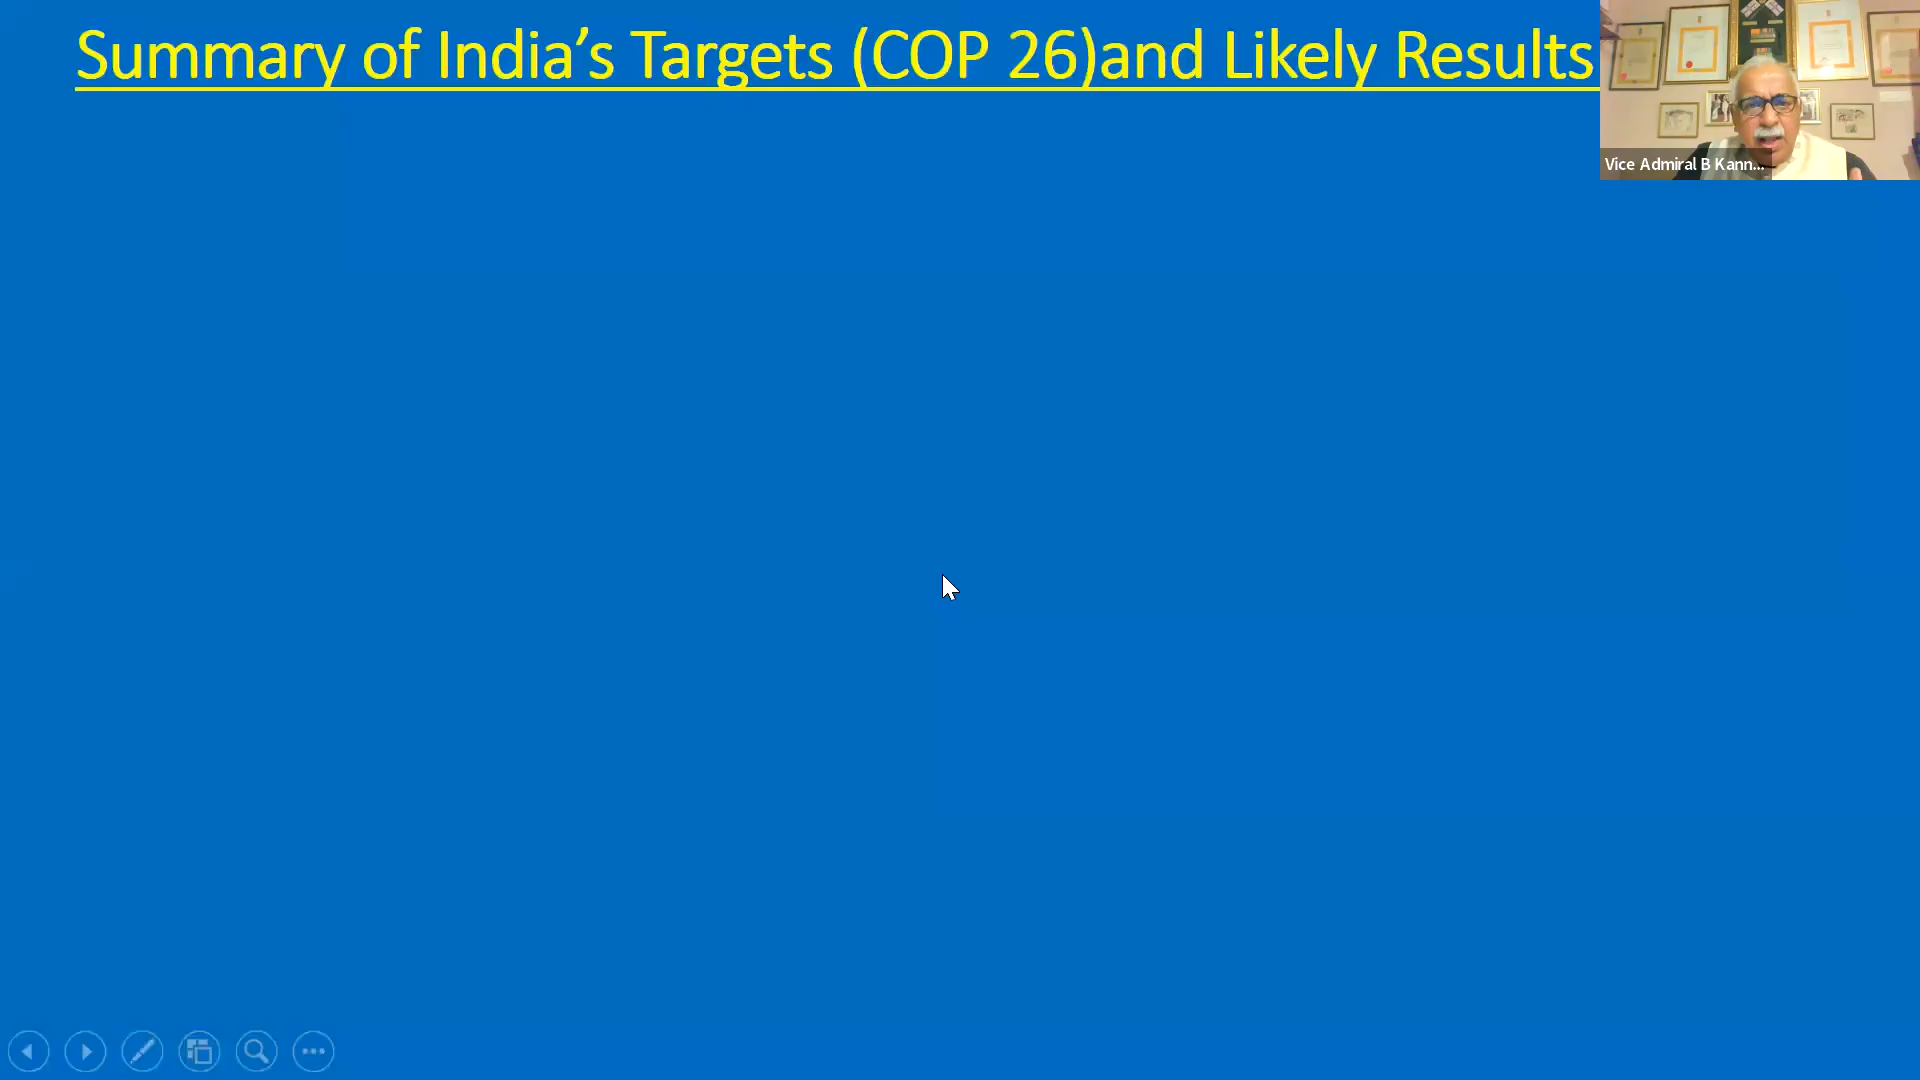 Summary of India’s Targets (COP 26)and Likely Results
Vice Admiral B Kann...